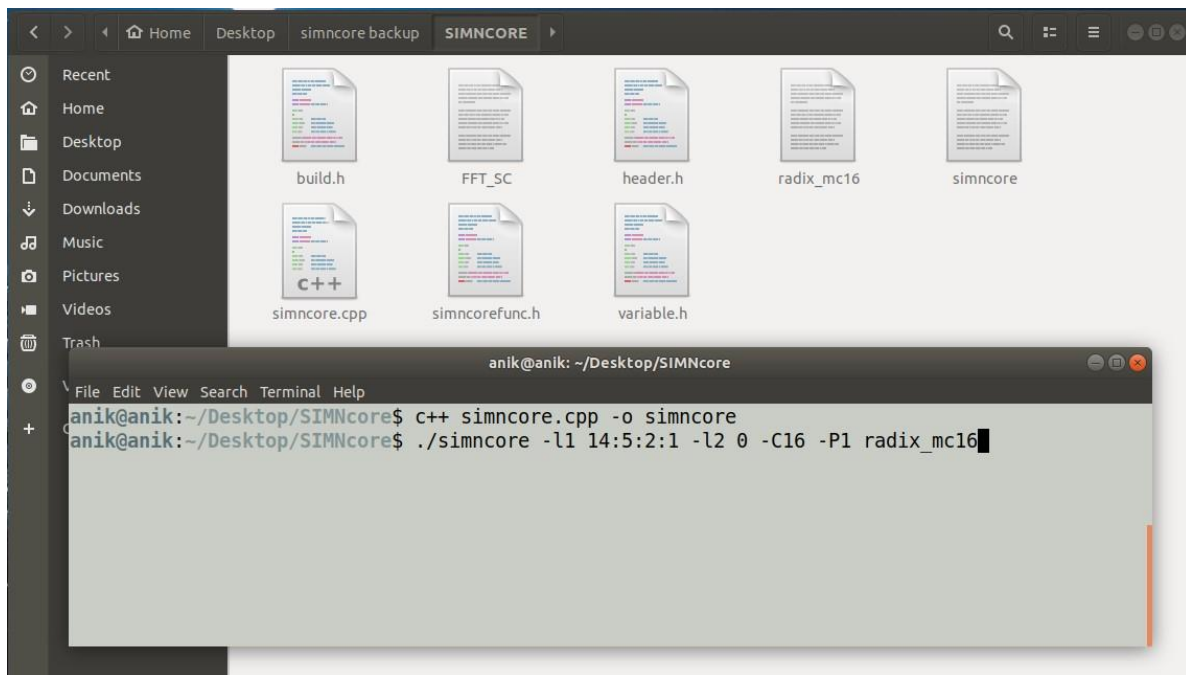 Home Desktop simncore backup SIMNCORE
Recent
Home
Desktop
Documents
Downloads
Music
Pictures
Videos
Trash
build.h FFT_SC header.h radix_mc16 simncore
C++
simncore.cpp simncorefunc.h variable.h
anik@anik: ~/Desktop/SIMNcore
File Edit View Search Terminal Help
anik@anik:~/Desktop/SIMNcore$ c++ simncore.cpp -o simncore
anik@anik:~/Desktop/SIMNcore$ ./simncore -l1 14:5:2:1 -l2 0 -C16 -P1 radix_mc16